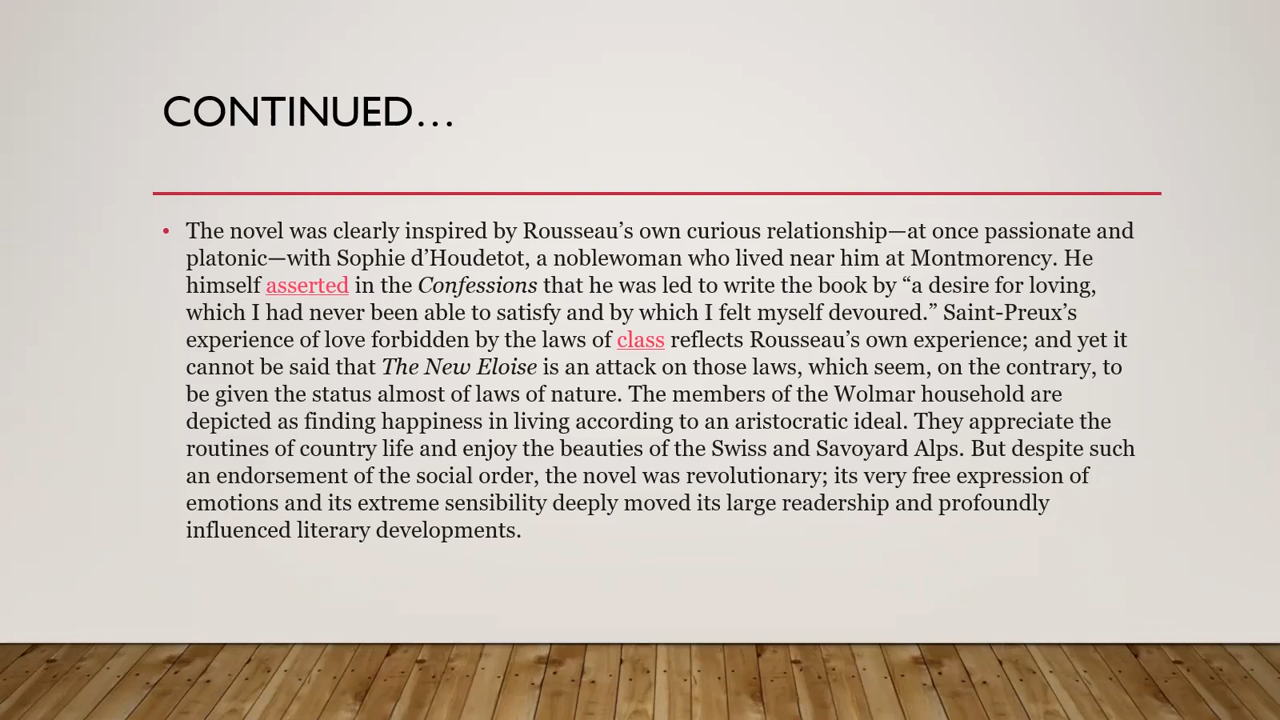 CONTINUED…
• The novel was clearly inspired by Rousseau’s own curious relationship—at once passionate and
platonic—with Sophie d’Houdetot, a noblewoman who lived near him at Montmorency. He
himself asserted in the Confessions that he was led to write the book by “a desire for loving,
which I had never been able to satisfy and by which I felt myself devoured.” Saint-Preux’s
experience of love forbidden by the laws of class reflects Rousseau’s own experience; and yet it
cannot be said that The New Eloise is an attack on those laws, which seem, on the contrary, to
be given the status almost of laws of nature. The members of the Wolmar household are
depicted as finding happiness in living according to an aristocratic ideal. They appreciate the
routines of country life and enjoy the beauties of the Swiss and Savoyard Alps. But despite such
an endorsement of the social order, the novel was revolutionary; its very free expression of
emotions and its extreme sensibility deeply moved its large readership and profoundly
influenced literary developments.